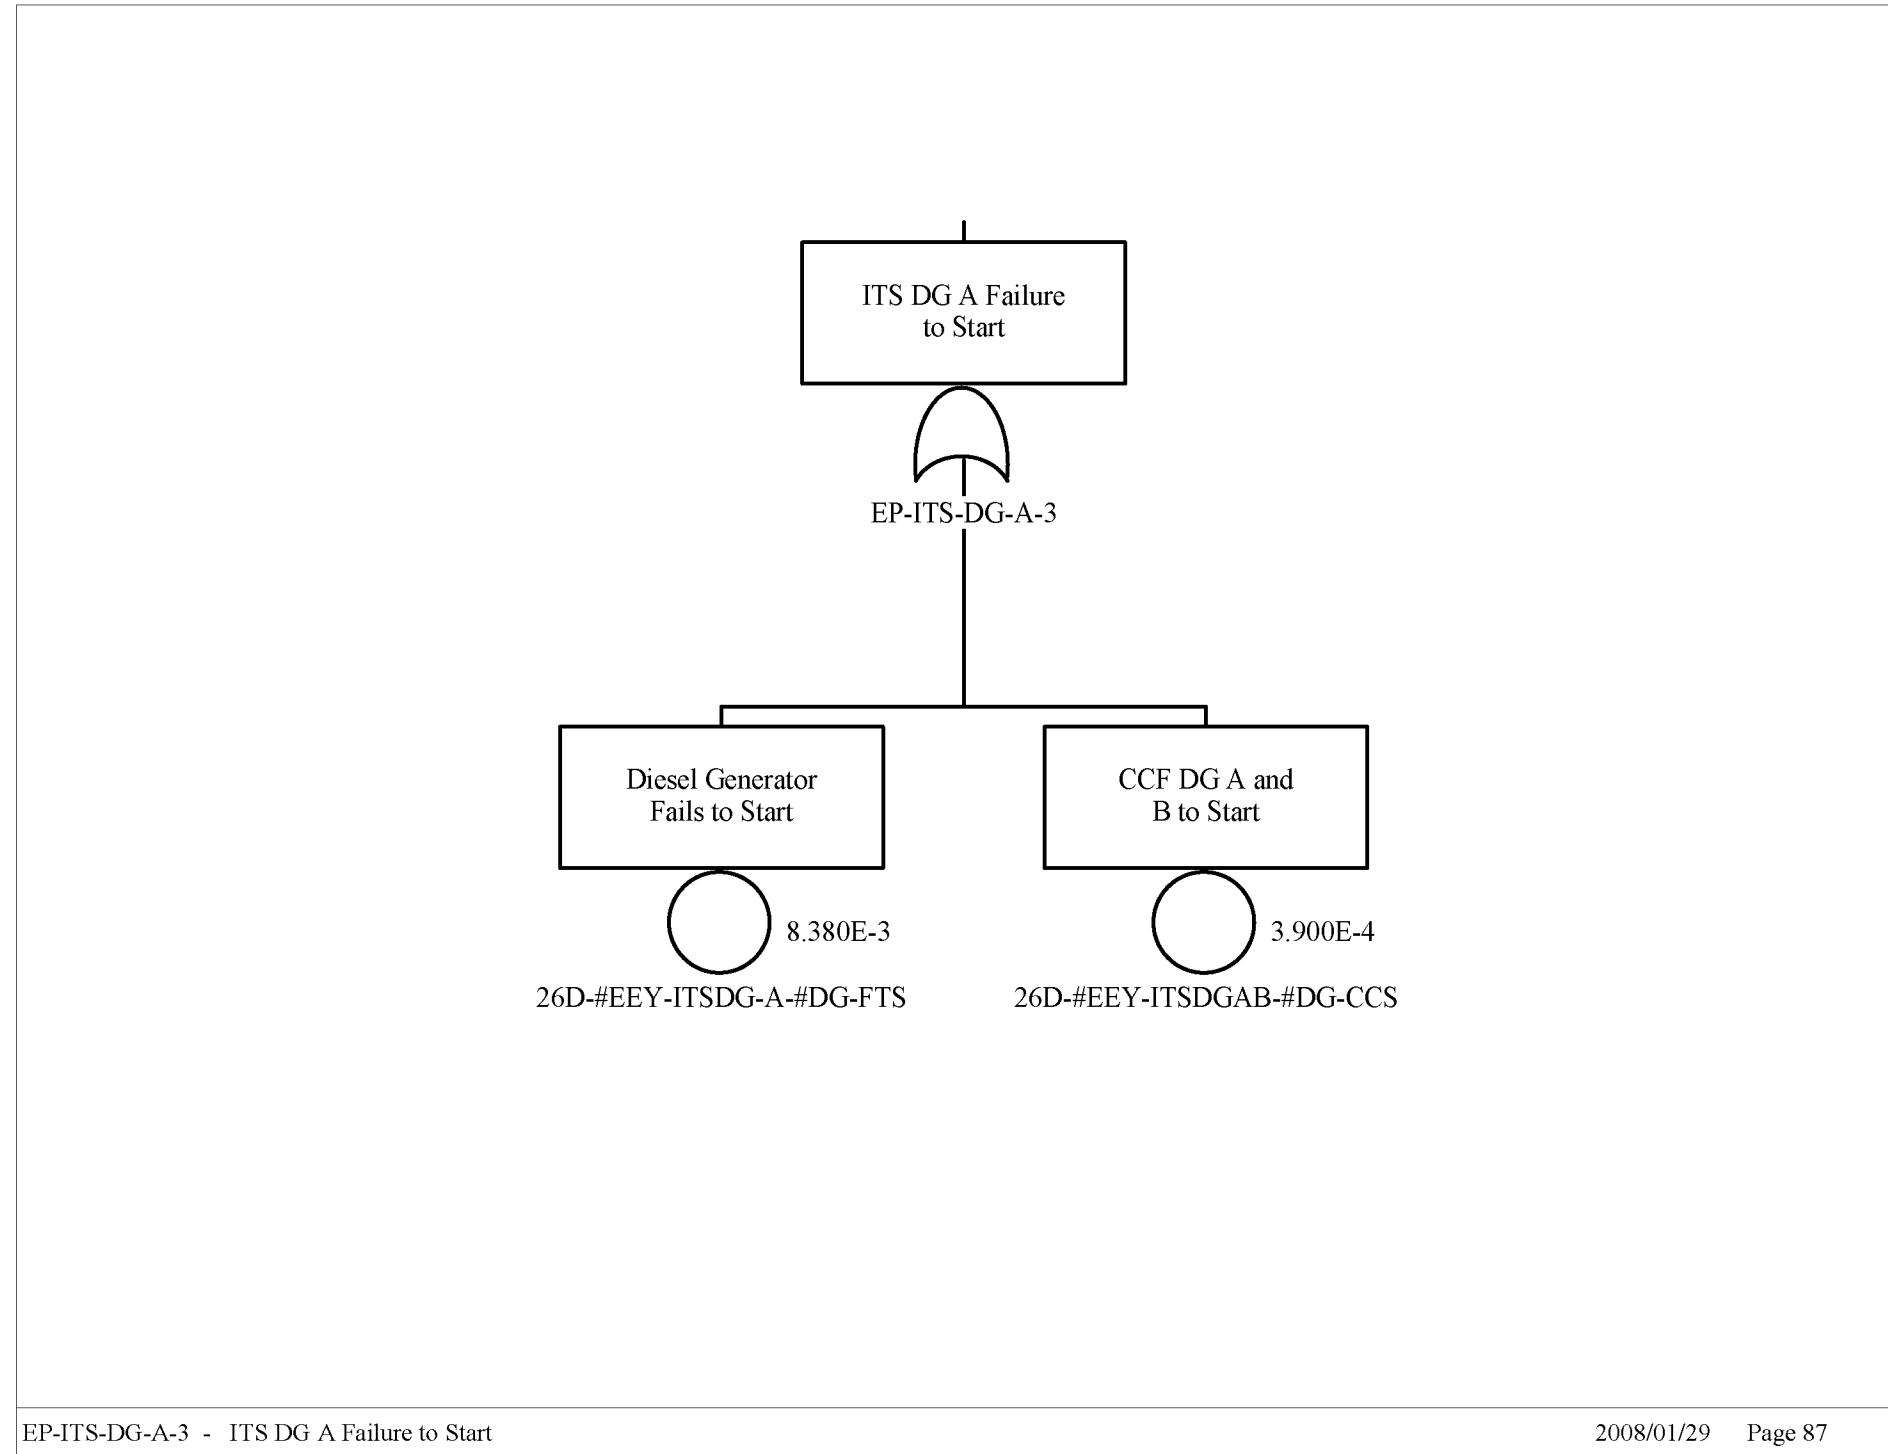 ITS DG A Failure
to Start
EP-ITS-DG-A-3
Diesel Generator
Fails to Start
CCF DG A and
B to Start
8.380E-3
3.900E-4
26D-#EEY-ITSDG-A-#DG-FTS
26D-#EEY-ITSDGAB-#DG-CCS
EP-ITS-DG-A-3 - ITS DG A Failure to Start
2008/01/29 Page 87